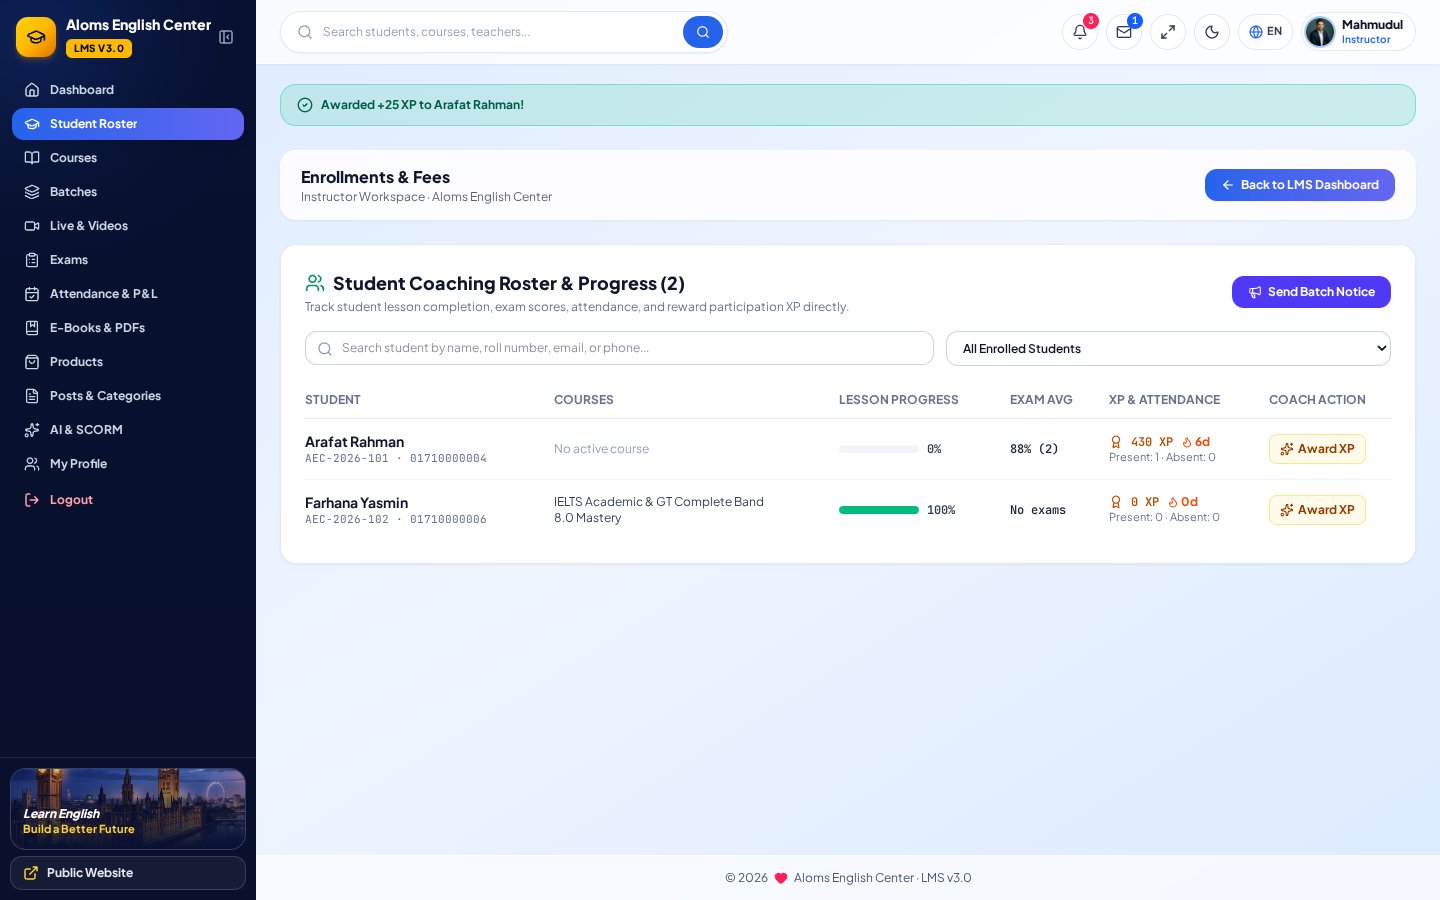 Aloms English Center
LMS V3.0
Dashboard
Student Roster
Courses
Batches
Live & Videos
Exams
Attendance & P&L
E-Books & PDFs
Products
Posts & Categories
AI & SCORM
My Profile
Logout
Learn English
Build a Better Future
Public Website
Search students, courses, teachers...
3
1
EN
Mahmudul
Instructor
Awarded +25 XP to Arafat Rahman!
Enrollments & Fees
Instructor Workspace · Aloms English Center
Back to LMS Dashboard
Student Coaching Roster & Progress (2)
Track student lesson completion, exam scores, attendance, and reward participation XP directly.
Send Batch Notice
Search student by name, roll number, email, or phone...
All Enrolled Students
STUDENT COURSES LESSON PROGRESS EXAM AVG XP & ATTENDANCE COACH ACTION
Arafat Rahman
AEC-2026-101 · 01710000004
No active course
0%
88% (2)
430 XP 6d
Present: 1 · Absent: 0
Award XP
Farhana Yasmin
AEC-2026-102 · 01710000006
IELTS Academic & GT Complete Band
8.0 Mastery
100%
No exams
0 XP 0d
Present: 0 · Absent: 0
Award XP
© 2026 Aloms English Center · LMS v3.0